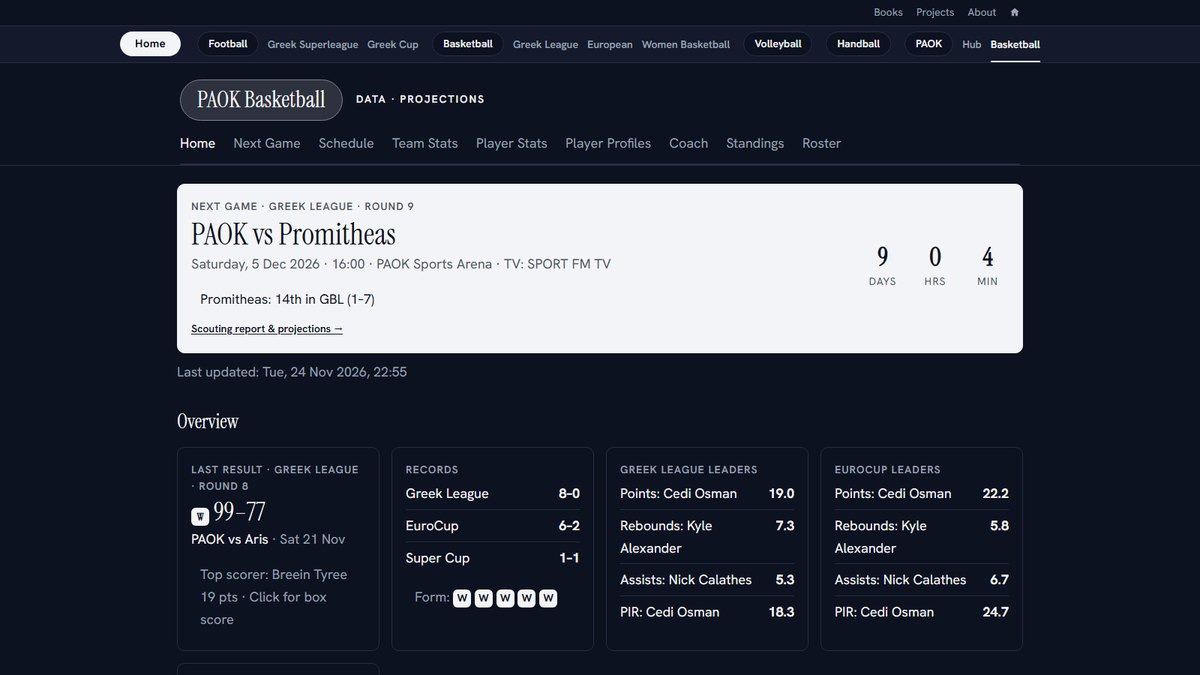 Books Projects About
Home Football Greek Superleague Greek Cup Basketball Greek League European Women Basketball Volleyball Handball PAOK Hub Basketball
PAOK Basketball DATA · PROJECTIONS
Home Next Game Schedule Team Stats Player Stats Player Profiles Coach Standings Roster
NEXT GAME · GREEK LEAGUE · ROUND 9
PAOK vs Promitheas
Saturday, 5 Dec 2026 · 16:00 · PAOK Sports Arena · TV: SPORT FM TV
9 0 4
DAYS HRS MIN
Promitheas: 14th in GBL (1–7)
Scouting report & projections →
Last updated: Tue, 24 Nov 2026, 22:55
Overview
LAST RESULT · GREEK LEAGUE
· ROUND 8
W 99–77
PAOK vs Aris · Sat 21 Nov
Top scorer: Breein Tyree
19 pts · Click for box
score
RECORDS
Greek League 8–0
EuroCup 6–2
Super Cup 1–1
Form: W W W W W
GREEK LEAGUE LEADERS
Points: Cedi Osman 19.0
Rebounds: Kyle 7.3
Alexander
Assists: Nick Calathes 5.3
PIR: Cedi Osman 18.3
EUROCUP LEADERS
Points: Cedi Osman 22.2
Rebounds: Kyle 5.8
Alexander
Assists: Nick Calathes 6.7
PIR: Cedi Osman 24.7